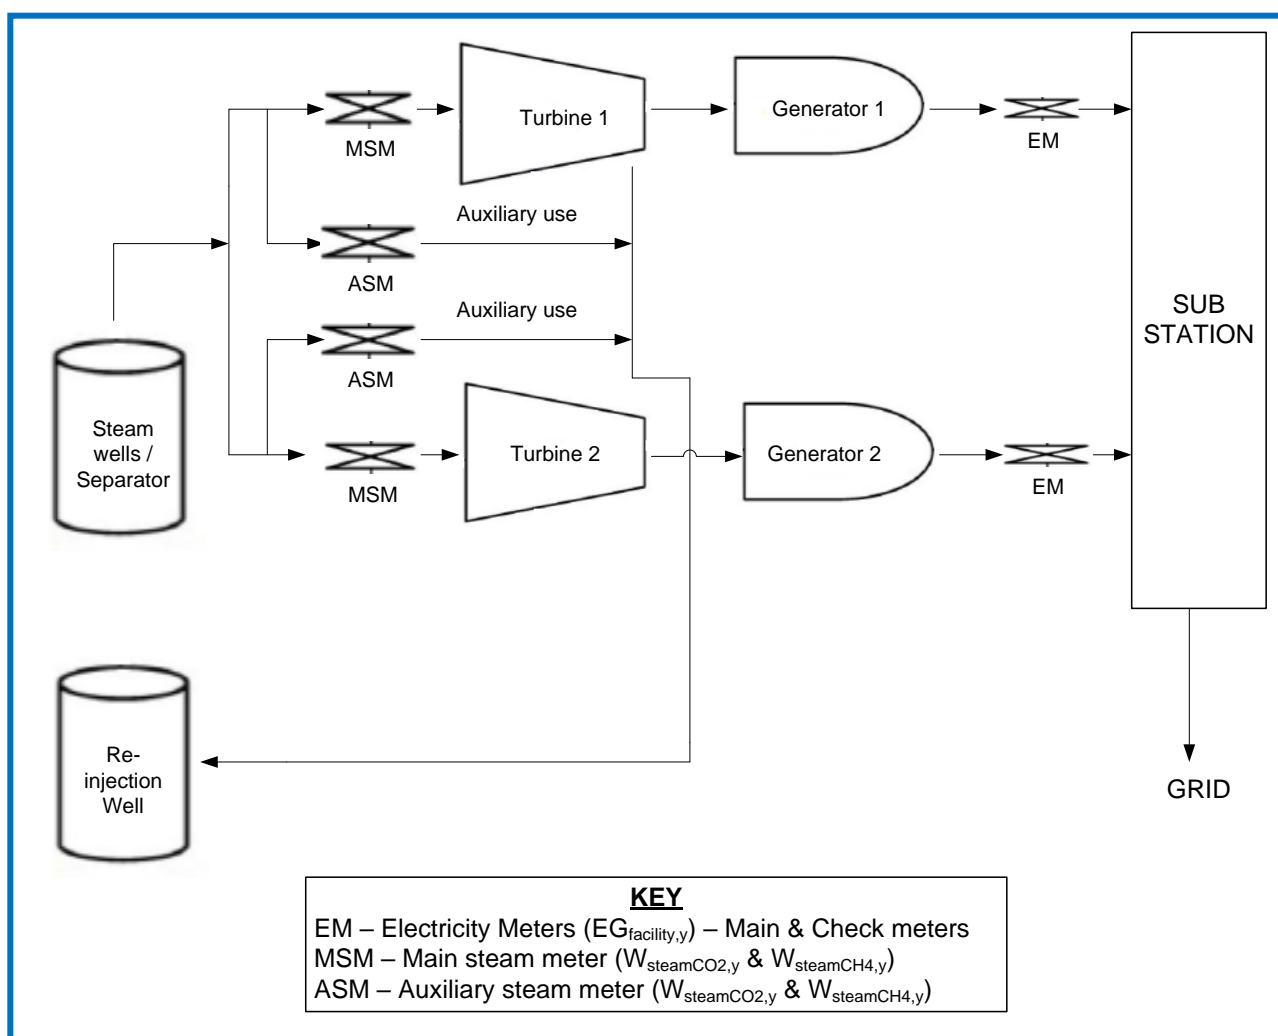 Turbine 1
Generator 1
MSM
EM
Auxiliary use
ASM
Auxiliary use
ASM
SUB
STATION
Steam
wells /
Separator
Turbine 2
Generator 2
MSM
EM
Re-
injection
Well
GRID
KEY
EM – Electricity Meters (EGfacility,y) – Main & Check meters
MSM – Main steam meter (WsteamCO2,y & WsteamCH4,y)
ASM – Auxiliary steam meter (WsteamCO2,y & WsteamCH4,y)